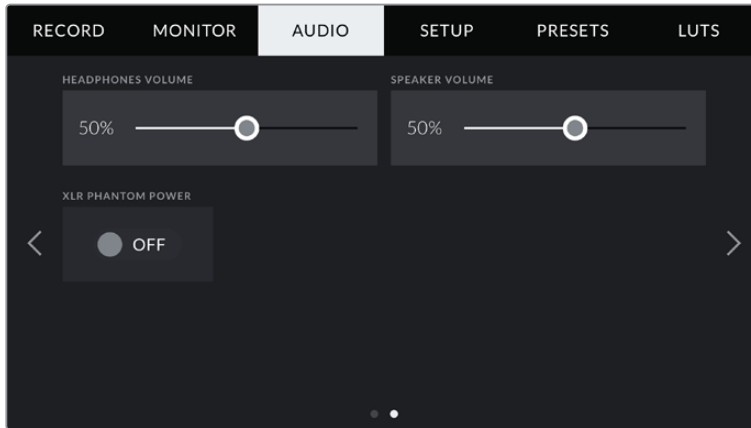 RECORD MONITOR AUDIO SETUP PRESETS LUTS
HEADPHONES VOLUME SPEAKER VOLUME
50% 50%
XLR PHANTOM POWER
OFF